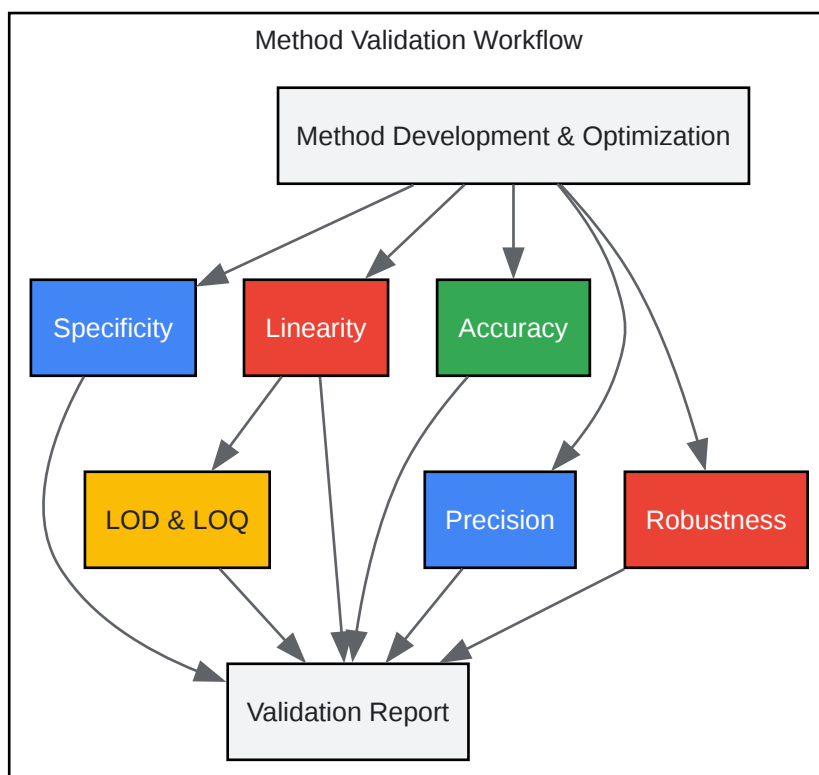 Method Validation Workflow
Method Development & Optimization
Specificity
Linearity
Accuracy
LOD & LOQ
Precision
Robustness
Validation Report